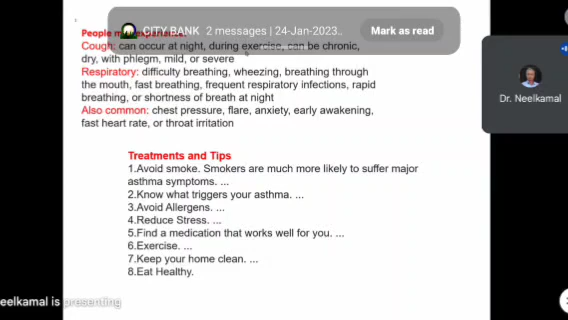 CITY BANK 2 messages | 24-Jan-2023..
Mark as read
People may experience:
Cough: can occur at night, during exercise, can be chronic,
dry, with phlegm, mild, or severe
Respiratory: difficulty breathing, wheezing, breathing through
the mouth, fast breathing, frequent respiratory infections, rapid
breathing, or shortness of breath at night
Also common: chest pressure, flare, anxiety, early awakening,
fast heart rate, or throat irritation
Dr. Neelkamal
Treatments and Tips
1.Avoid smoke. Smokers are much more likely to suffer major
asthma symptoms. ...
2.Know what triggers your asthma. ...
3.Avoid Allergens. ...
4.Reduce Stress. ...
5.Find a medication that works well for you. ...
6.Exercise. ...
7.Keep your home clean. ...
8.Eat Healthy.
eelkamal is presenting